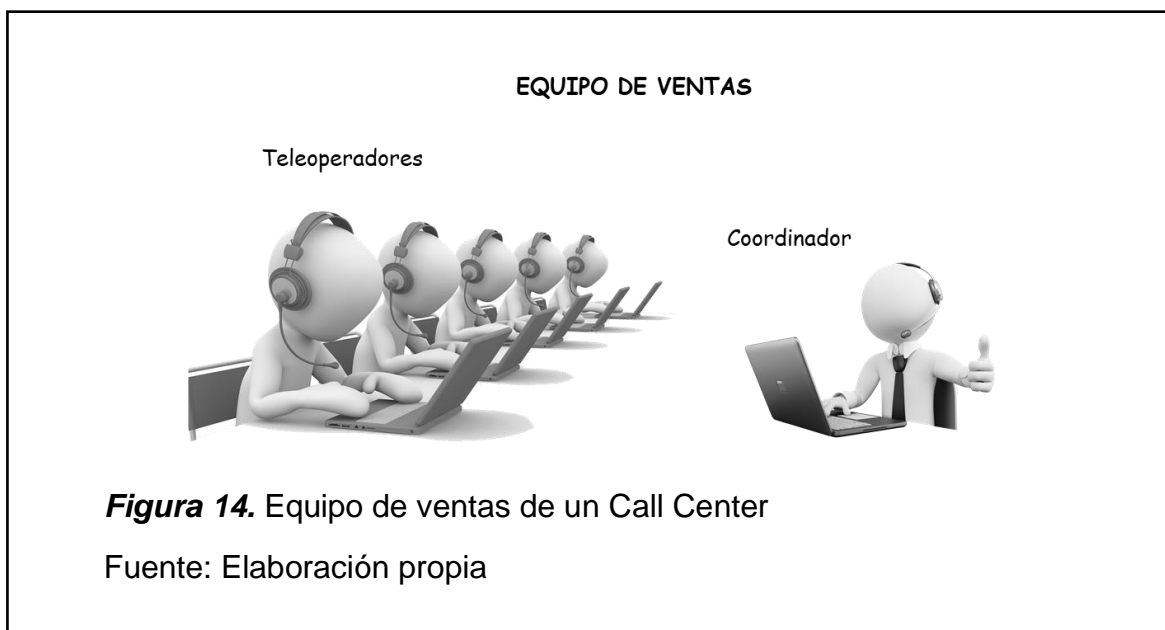 EQUIPO DE VENTAS
Teleoperadores
Coordinador
Figura 14. Equipo de ventas de un Call Center
Fuente: Elaboración propia